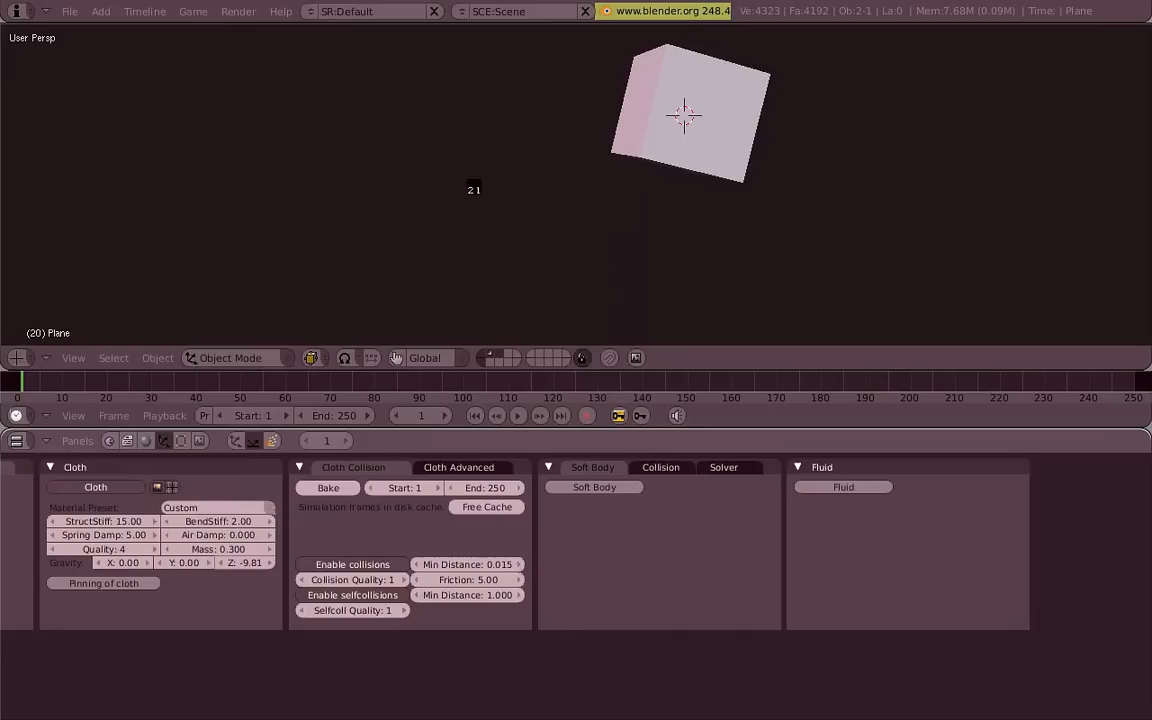 File Add Timeline Game Render Help SR:Default SCE:Scene www.blender.org 248.4 Ve:4323 | Fa:4192 | Ob:2-1 | La:0 | Mem:7.68M (0.09M) | Time: | Plane
User Persp
21
(20) Plane
View Select Object Object Mode Global
0 10 20 30 40 50 60 70 80 90 100 110 120 130 140 150 160 170 180 190 200 210 220 230 240 250
View Frame Playback Pr Start: 1 End: 250 1
Panels 1
Cloth Cloth Collision Cloth Advanced Soft Body Collision Solver Fluid
Cloth Bake Start: 1 End: 250 Soft Body Fluid
Material Preset: Custom Simulation frames in disk cache. Free Cache
StructStiff: 15.00 BendStiff: 2.00
Spring Damp: 5.00 Air Damp: 0.000
Quality: 4 Mass: 0.300
Gravity: X: 0.00 Y: 0.00 Z: -9.81 Enable collisions Min Distance: 0.015
Pinning of cloth Collision Quality: 1 Friction: 5.00
Enable selfcollisions Min Distance: 1.000
Selfcoll Quality: 1